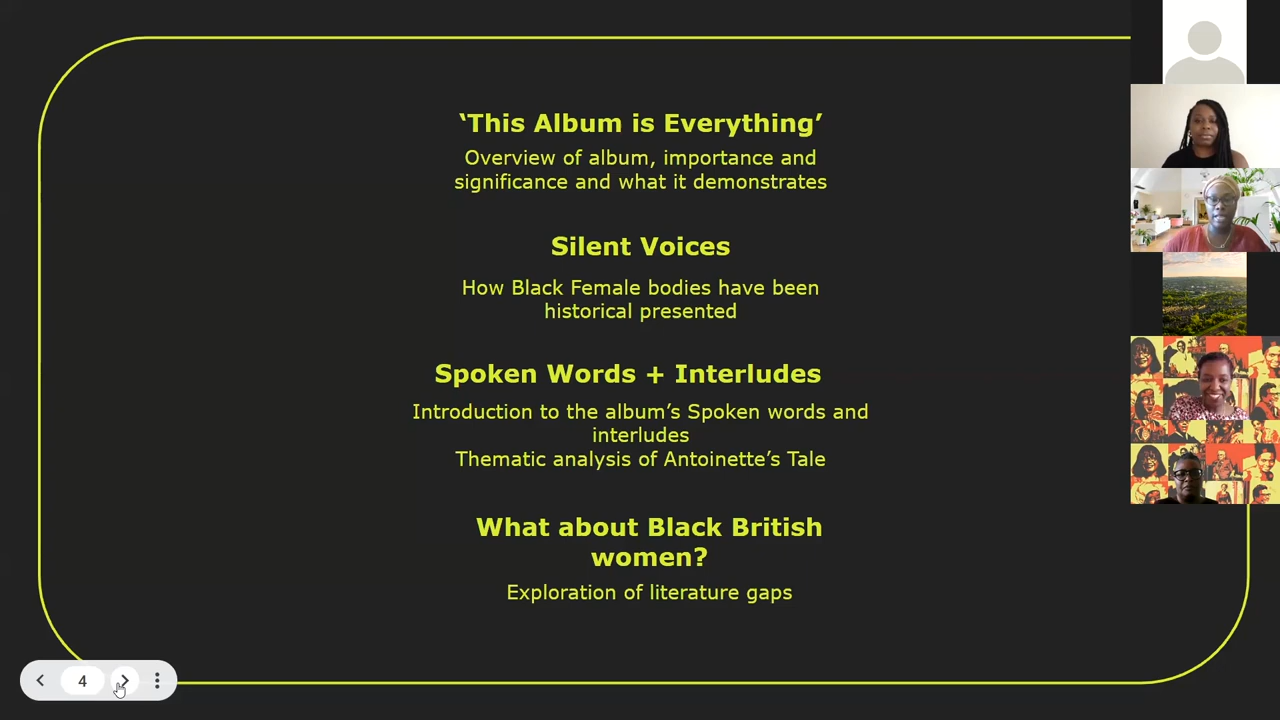 ‘This Album is Everything’
Overview of album, importance and
significance and what it demonstrates
Silent Voices
How Black Female bodies have been
historical presented
Spoken Words + Interludes
Introduction to the album’s Spoken words and
interludes
Thematic analysis of Antoinette’s Tale
What about Black British
women?
Exploration of literature gaps
4